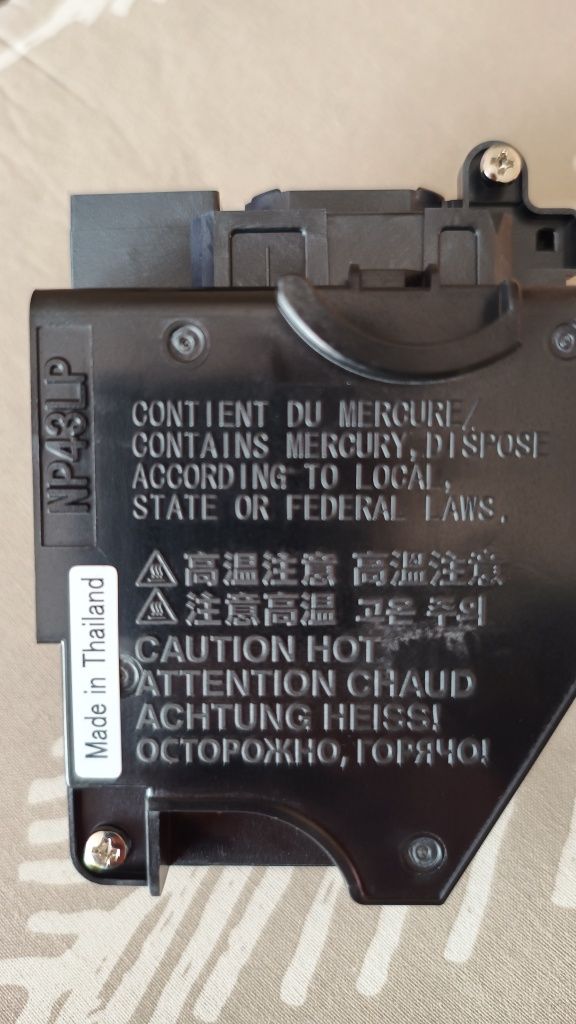 NP43LP
CONTIENT DU MERCURE/
CONTAINS MERCURY, DISPOSE
ACCORDING TO LOCAL,
STATE OR FEDERAL LAWS.
高温注意 高溫注意
注意高温 고온 주의
CAUTION HOT
ATTENTION CHAUD
ACHTUNG HEISS!
ОСТОРОЖНО, ГОРЯЧО!
Made in Thailand